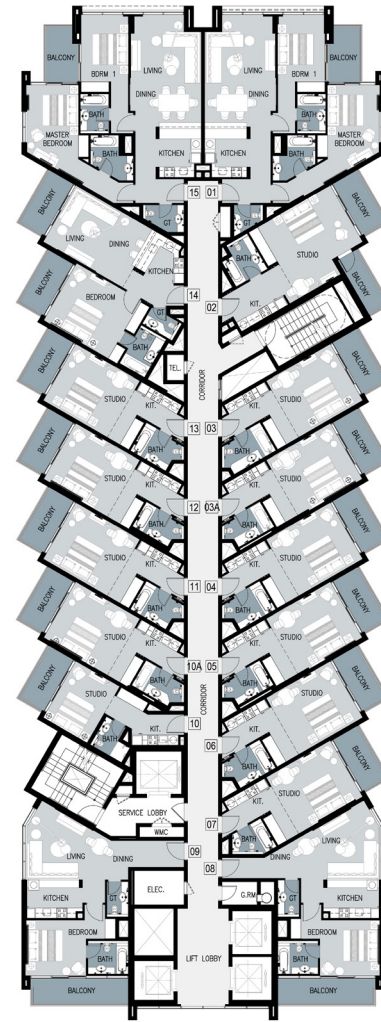 BALCONY
BDRM 1
LIVING
LIVING
BDRM 1
BALCONY
DINING
DINING
BATH
BATH
MASTER
BEDROOM
MASTER
BEDROOM
BATH
KITCHEN
KITCHEN
BATH
15
01
BALCONY
GT
GT
LIVING
DINING
KITCHEN
BATH
STUDIO
BALCONY
BALCONY
BEDROOM
14
02
KIT.
BALCONY
GT
BATH
TEL.
CORRIDOR
BALCONY
STUDIO
KIT.
KIT.
STUDIO
BALCONY
13
03
BATH
BATH
BALCONY
STUDIO
KIT.
KIT.
STUDIO
BALCONY
12
03A
BATH
BATH
BALCONY
STUDIO
KIT.
KIT.
STUDIO
BALCONY
11
04
BATH
BATH
BALCONY
STUDIO
KIT.
KIT.
STUDIO
BALCONY
10A
05
BATH
BATH
BALCONY
STUDIO
KIT.
STUDIO
BALCONY
CORRIDOR
10
BATH
KIT.
06
BATH
STUDIO
BALCONY
KIT.
SERVICE LOBBY
WMC
07
BATH
LIVING
DINING
09
DINING
LIVING
08
KITCHEN
GT
ELEC.
G.RM
GT
KITCHEN
BEDROOM
BEDROOM
BATH
LIFT LOBBY
BATH
BALCONY
BALCONY